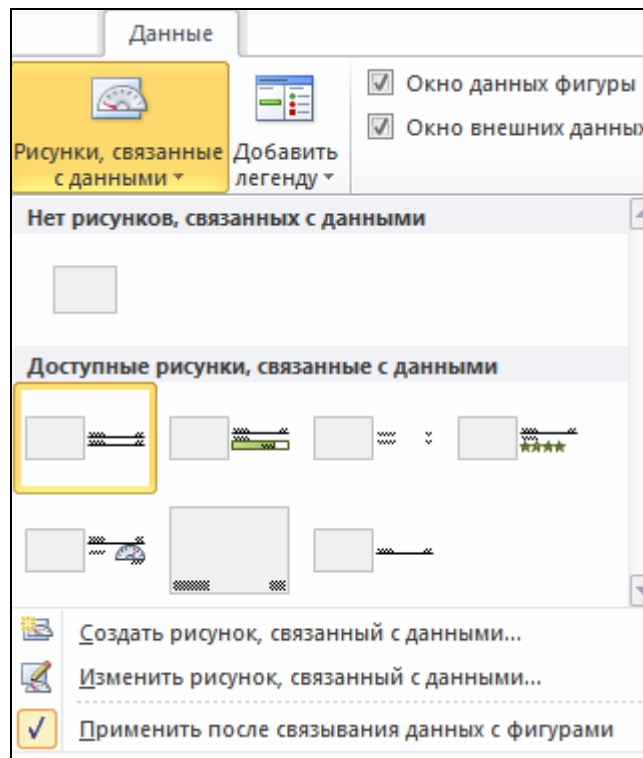 Данные
Рисунки, связанные
с данными
Добавить
легенду
Окно данных фигуры
Окно внешних данных
Нет рисунков, связанных с данными
Доступные рисунки, связанные с данными
Создать рисунок, связанный с данными...
Изменить рисунок, связанный с данными...
Применить после связывания данных с фигурами